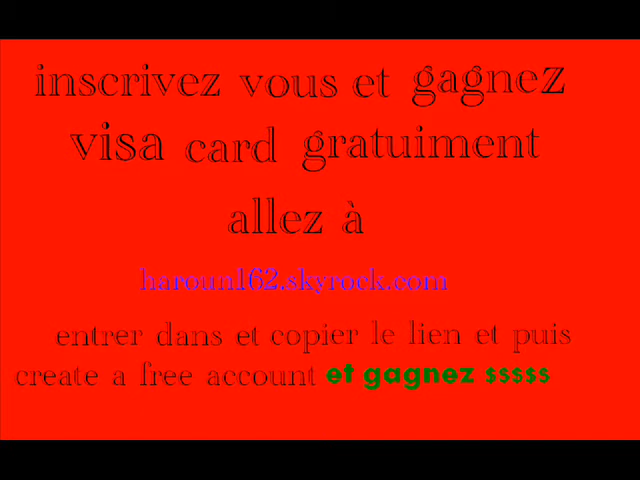 inscrivez vous et gagnez
visa card gratuiment
allez à
haroun162.skyrock.com
entrer dans et copier le lien et puis
create a free account et gagnez $$$$$